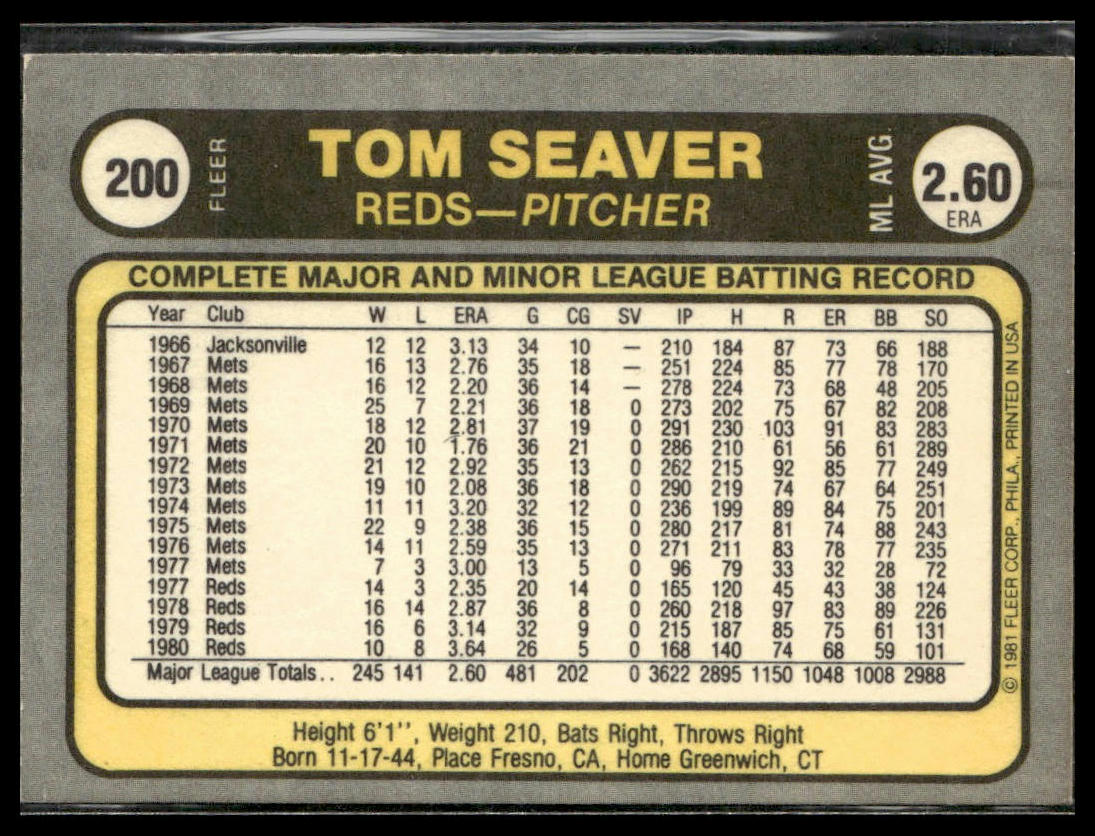 200 FLEER TOM SEAVER ML AVG. 2.60
REDS—PITCHER ERA
COMPLETE MAJOR AND MINOR LEAGUE BATTING RECORD
Year Club W L ERA G CG SV IP H R ER BB SO
1966 Jacksonville 12 12 3.13 34 10 — 210 184 87 73 66 188
1967 Mets 16 13 2.76 35 18 — 251 224 85 77 78 170
1968 Mets 16 12 2.20 36 14 — 278 224 73 68 48 205
1969 Mets 25 7 2.21 36 18 0 273 202 75 67 82 208
1970 Mets 18 12 2.81 37 19 0 291 230 103 91 83 283
1971 Mets 20 10 1.76 36 21 0 286 210 61 56 61 289
1972 Mets 21 12 2.92 35 13 0 262 215 92 85 77 249
1973 Mets 19 10 2.08 36 18 0 290 219 74 67 64 251
1974 Mets 11 11 3.20 32 12 0 236 199 89 84 75 201
1975 Mets 22 9 2.38 36 15 0 280 217 81 74 88 243
1976 Mets 14 11 2.59 35 13 0 271 211 83 78 77 235
1977 Mets 7 3 3.00 13 5 0 96 79 33 32 28 72
1977 Reds 14 3 2.35 20 14 0 165 120 45 43 38 124
1978 Reds 16 14 2.87 36 8 0 260 218 97 83 89 226
1979 Reds 16 6 3.14 32 9 0 215 187 85 75 61 131
1980 Reds 10 8 3.64 26 5 0 168 140 74 68 59 101
Major League Totals.. 245 141 2.60 481 202 0 3622 2895 1150 1048 1008 2988
Height 6'1'', Weight 210, Bats Right, Throws Right
Born 11-17-44, Place Fresno, CA, Home Greenwich, CT
© 1981 FLEER CORP., PHILA., PRINTED IN USA